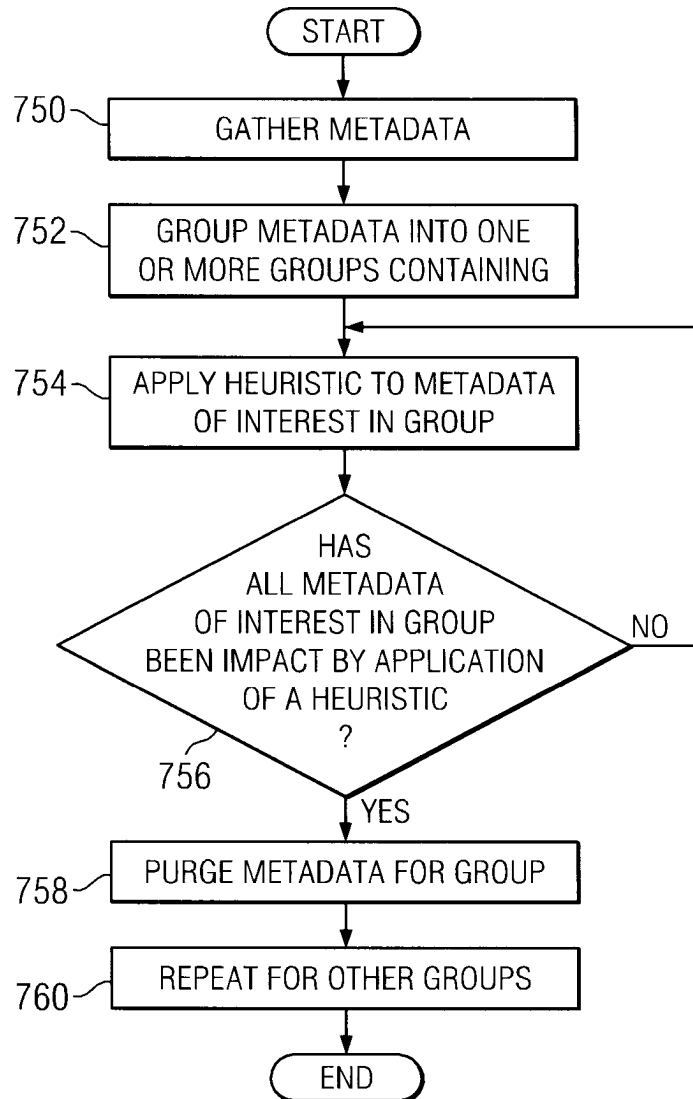 START
750
GATHER METADATA
752
GROUP METADATA INTO ONE
OR MORE GROUPS CONTAINING
754
APPLY HEURISTIC TO METADATA
OF INTEREST IN GROUP
HAS
ALL METADATA
OF INTEREST IN GROUP
BEEN IMPACT BY APPLICATION
OF A HEURISTIC
?
NO
756
YES
758
PURGE METADATA FOR GROUP
760
REPEAT FOR OTHER GROUPS
END